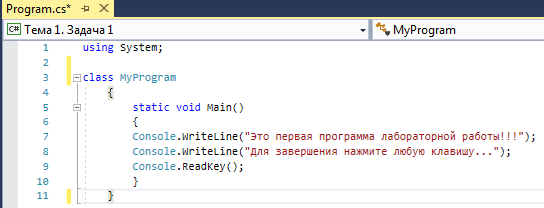 Program.cs*
C# Тема 1. Задача 1 MyProgram
1 using System;
2
3 class MyProgram
4 {
5 static void Main()
6 {
7 Console.WriteLine("Это первая программа лабораторной работы!!!");
8 Console.WriteLine("Для завершения нажмите любую клавишу...");
9 Console.ReadKey();
10 }
11 }